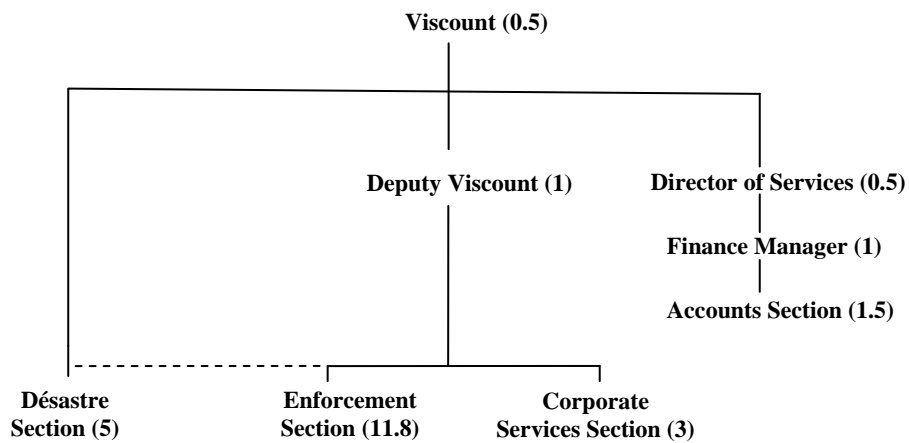 Viscount (0.5)
Deputy Viscount (1)
Director of Services (0.5)
Finance Manager (1)
Accounts Section (1.5)
Désastre
Section (5)
Enforcement
Section (11.8)
Corporate
Services Section (3)